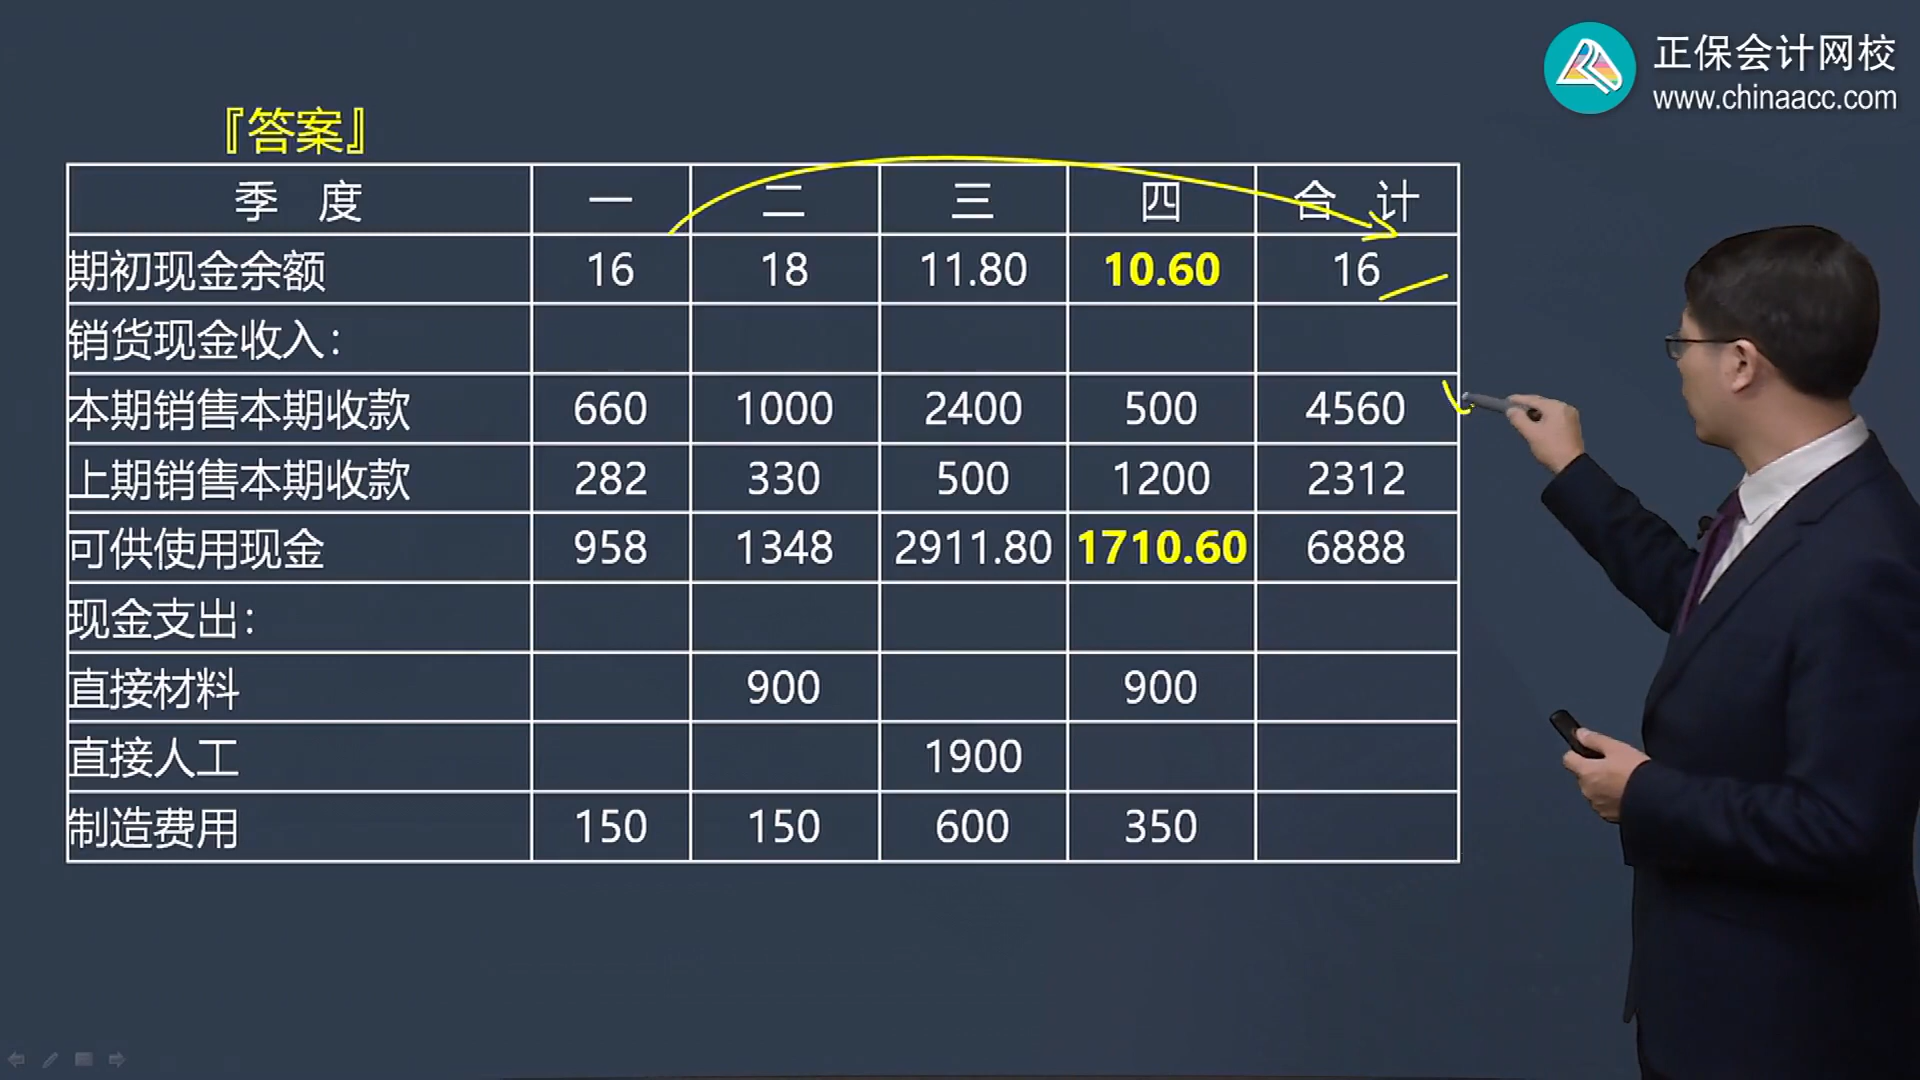 正保会计网校
www.chinaacc.com
『答案』
季 度 一 二 三 四 合 计
期初现金余额 16 18 11.80 10.60 16
销货现金收入：
本期销售本期收款 660 1000 2400 500 4560
上期销售本期收款 282 330 500 1200 2312
可供使用现金 958 1348 2911.80 1710.60 6888
现金支出：
直接材料 900 900
直接人工 1900
制造费用 150 150 600 350